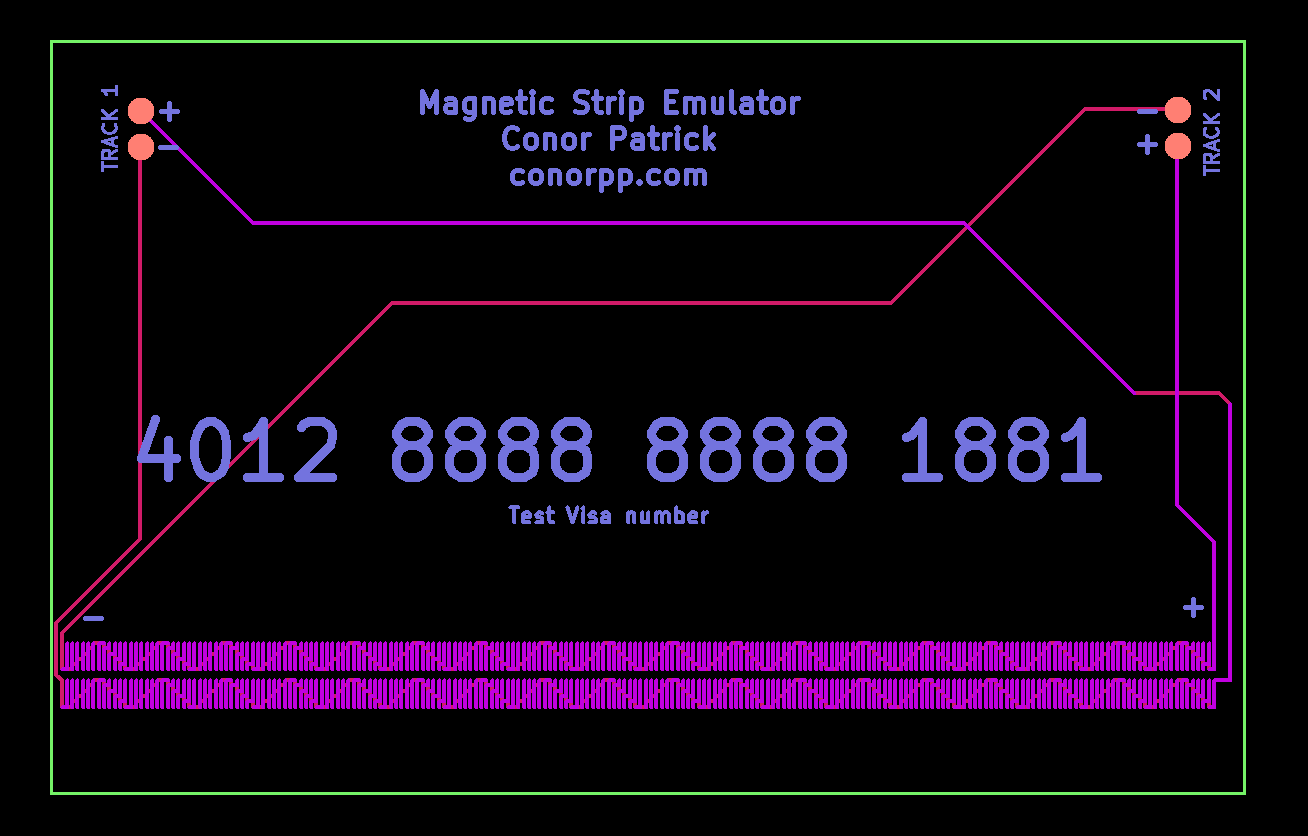 TRACK 1
+
−
Magnetic Strip Emulator
Conor Patrick
conorpp.com
−
+
TRACK 2
4012 8888 8888 1881
Test Visa number
−
+